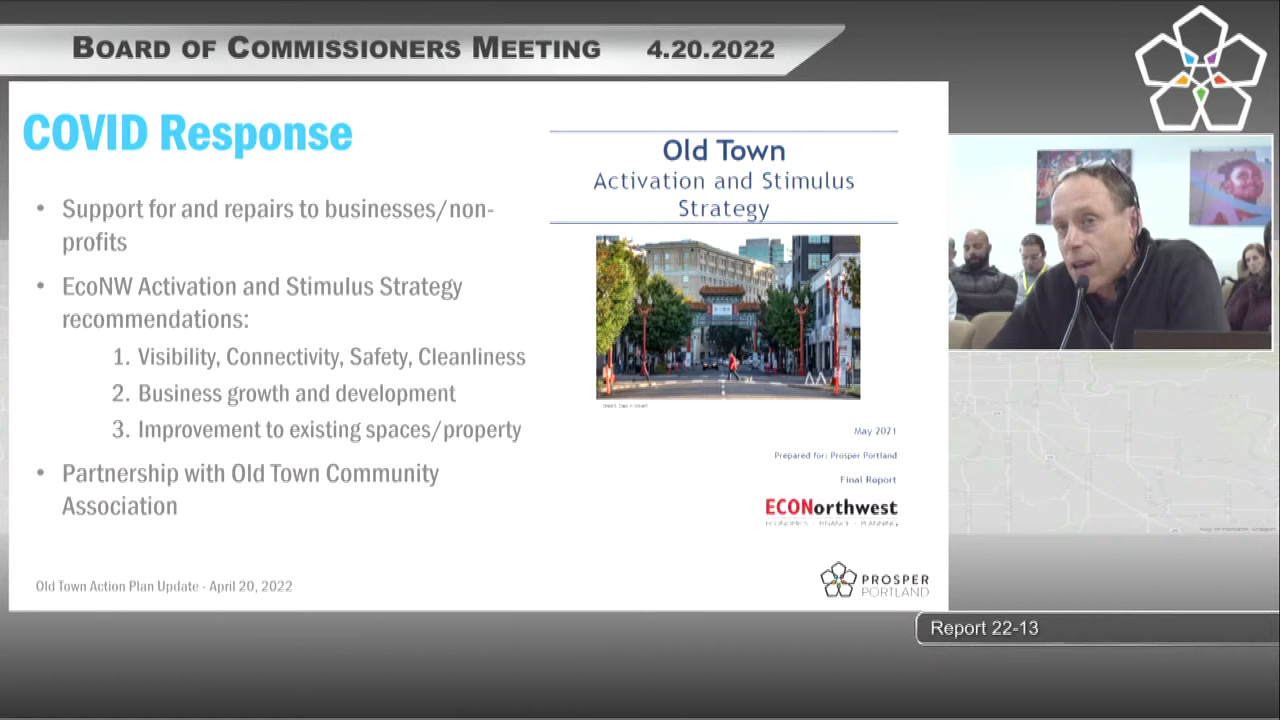 BOARD OF COMMISSIONERS MEETING 4.20.2022
COVID Response
• Support for and repairs to businesses/non-
profits
• EcoNW Activation and Stimulus Strategy
recommendations:
1. Visibility, Connectivity, Safety, Cleanliness
2. Business growth and development
3. Improvement to existing spaces/property
• Partnership with Old Town Community
Association
Old Town Action Plan Update - April 20, 2022
Old Town
Activation and Stimulus
Strategy
May 2021
Prepared for: Prosper Portland
Final Report
ECONorthwest
ECONOMICS • FINANCE • PLANNING
PROSPER
PORTLAND
Report 22-13